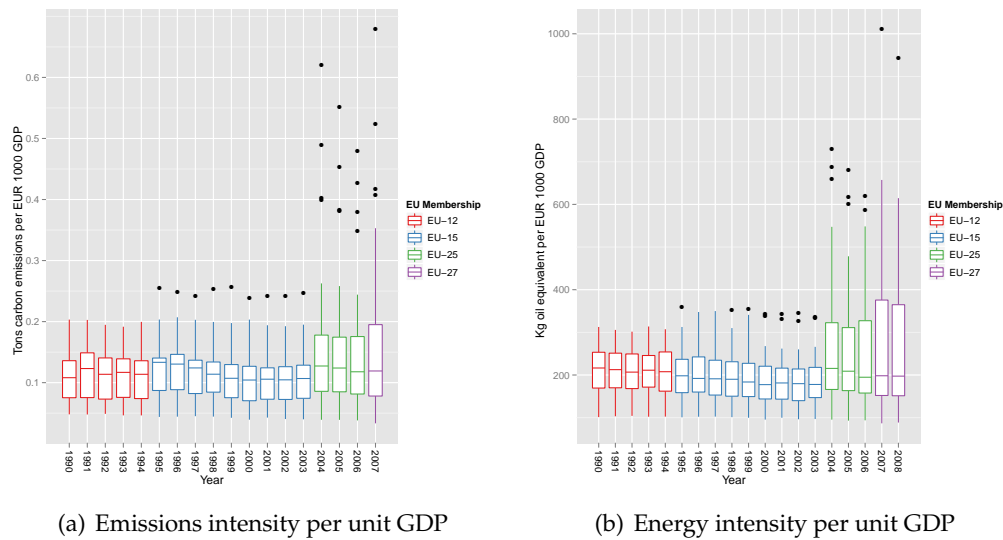 Tons carbon emissions per EUR 1000 GDP
0.6
0.5
0.4
0.3
0.2
0.1
1990 1991 1992 1993 1994 1995 1996 1997 1998 1999 2000 2001 2002 2003 2004 2005 2006 2007
Year
EU Membership
EU−12
EU−15
EU−25
EU−27
(a) Emissions intensity per unit GDP
Kg oil equivalent per EUR 1000 GDP
1000
800
600
400
200
1990 1991 1992 1993 1994 1995 1996 1997 1998 1999 2000 2001 2002 2003 2004 2005 2006 2007 2008
Year
EU Membership
EU−12
EU−15
EU−25
EU−27
(b) Energy intensity per unit GDP